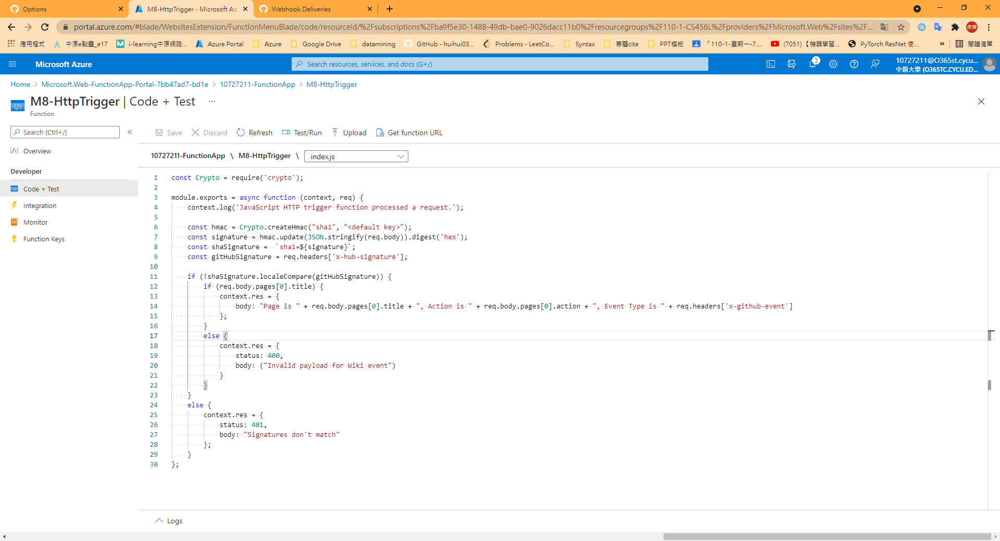 Options
M8-HttpTrigger - Microsoft Az
Webhook Deliveries
portal.azure.com/#blade/WebsitesExtension/FunctionMenuBlade/code/resourceId/%2Fsubscriptions%2Fba9f5e30-1488-49db-bae0-9026dacc11b0%2Fresourcegroups%2F110-1-CS456L%2Fproviders%2FMicrosoft.Web%2Fsites%2F...
彥輝
應用程式
中原e點靈_e17
i-learning中原網路...
Azure Portal
Azure
Google Drive
datamining
GitHub - huihui03...
Problems - LeetCo...
Syntax
專題cite
PPT模板
「110-1-星期一-7....
(7051) 【機器學習...
PyTorch ResNet 使...
»
閱讀清單
Microsoft Azure
Search resources, services, and docs (G+/)
3
10727211@O365st.cycu...
中原大學 (O365TC.CYCU.ED...
Home > Microsoft.Web-FunctionApp-Portal-7bb47ad7-bd1e > 10727211-FunctionApp > M8-HttpTrigger
M8-HttpTrigger | Code + Test ...
Function
Search (Ctrl+/)
«
Save
Discard
Refresh
Test/Run
Upload
Get function URL
Overview
Developer
Code + Test
Integration
Monitor
Function Keys
10727211-FunctionApp \ M8-HttpTrigger \ index.js
1 const Crypto = require('crypto');
2
3 module.exports = async function (context, req) {
4     context.log('JavaScript HTTP trigger function processed a request.');
5
6     const hmac = Crypto.createHmac("sha1", "<default key>");
7     const signature = hmac.update(JSON.stringify(req.body)).digest('hex');
8     const shaSignature =  `sha1=${signature}`;
9     const gitHubSignature = req.headers['x-hub-signature'];
10
11     if (!shaSignature.localeCompare(gitHubSignature)) {
12         if (req.body.pages[0].title) {
13             context.res = {
14                 body: "Page is " + req.body.pages[0].title + ", Action is " + req.body.pages[0].action + ", Event Type is " + req.headers['x-github-event']
15             };
16         }
17         else {
18             context.res = {
19                 status: 400,
20                 body: ("Invalid payload for Wiki event")
21             }
22         }
23     }
24     else {
25         context.res = {
26             status: 401,
27             body: "Signatures don't match"
28         };
29     }
30 };
Logs